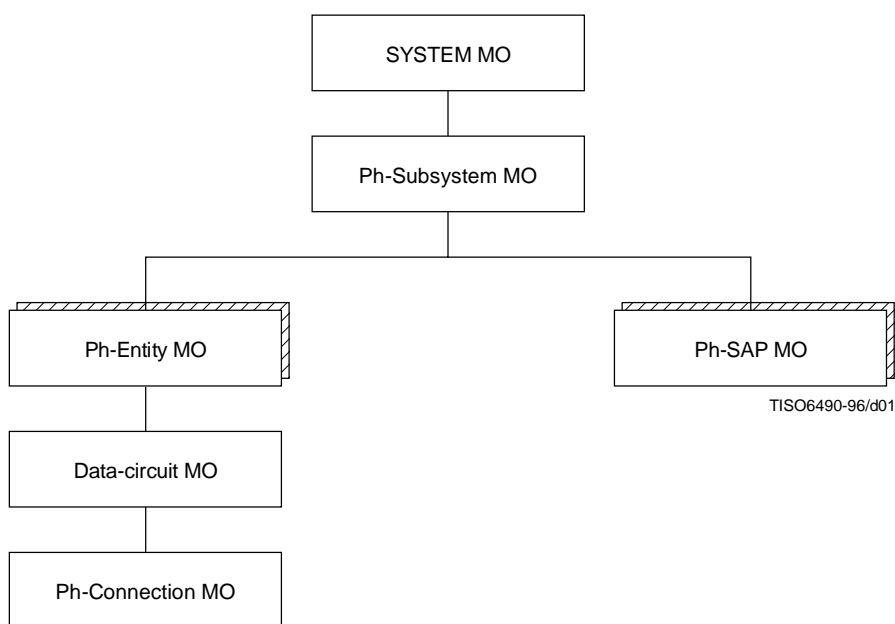 SYSTEM MO
Ph-Subsystem MO
Ph-Entity MO
Ph-SAP MO
TISO6490-96/d01
Data-circuit MO
Ph-Connection MO